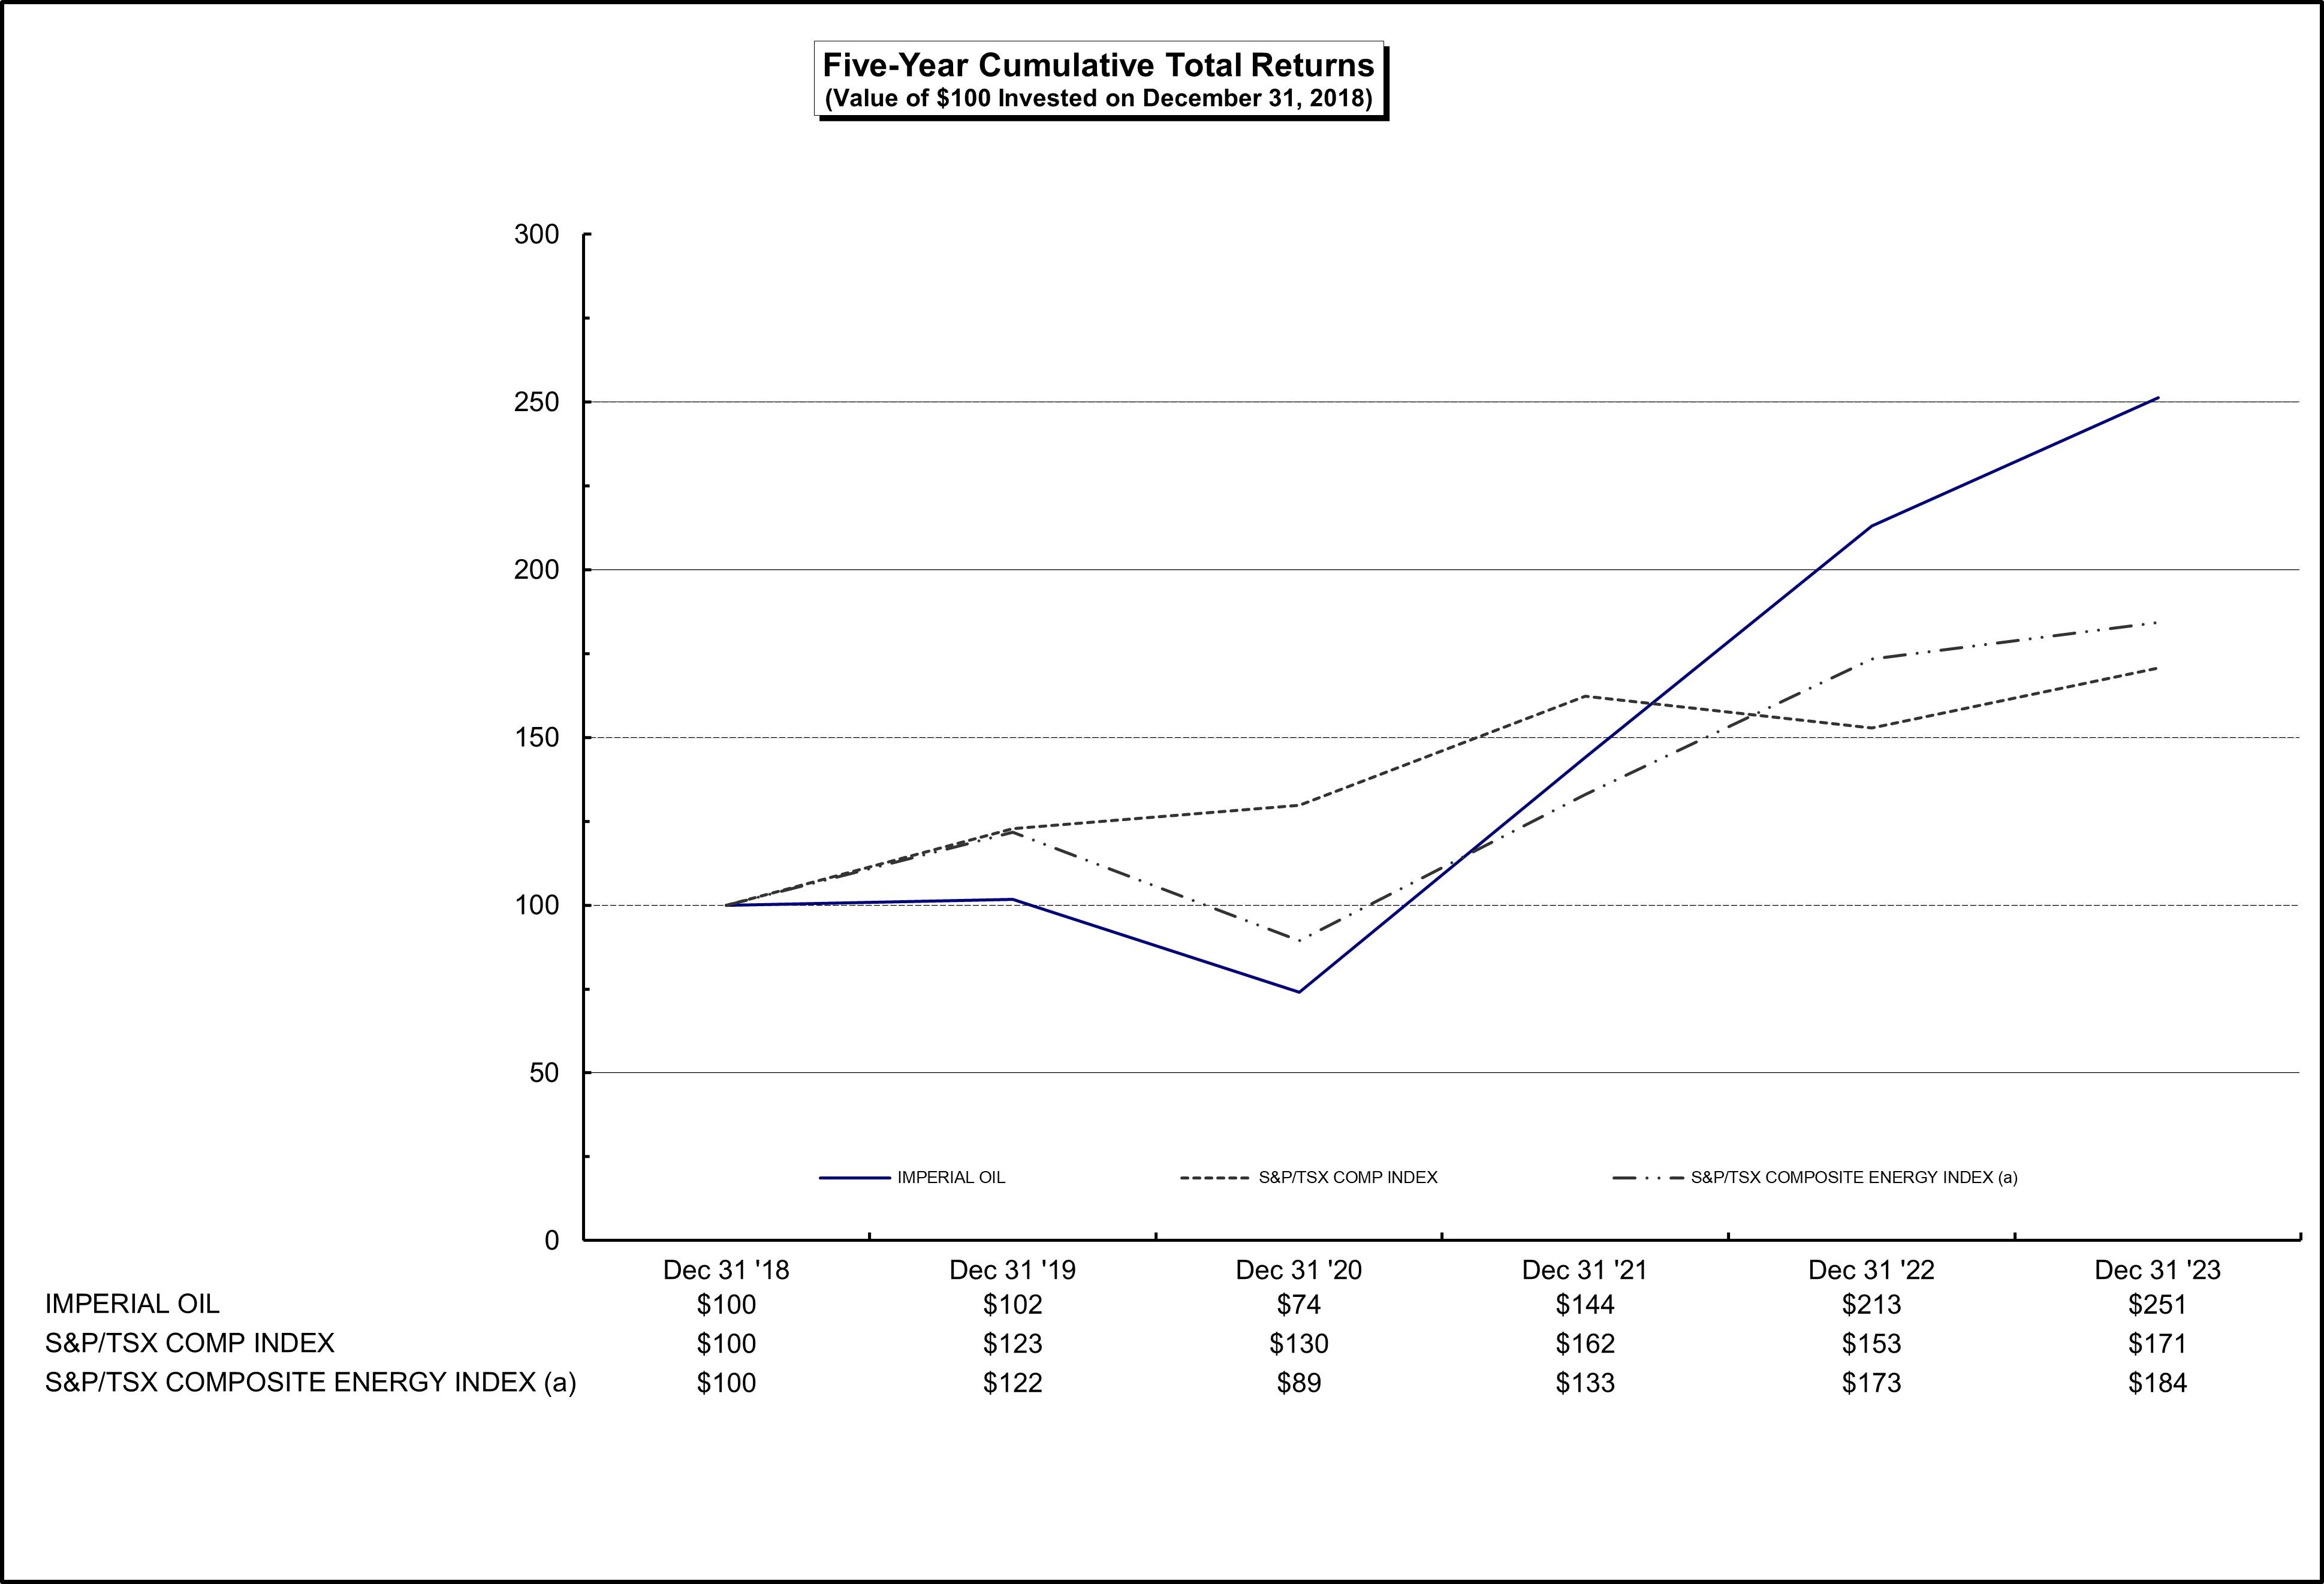 Five-Year Cumulative Total Returns
(Value of $100 Invested on December 31, 2018)
300
250
200
150
100
50
0
IMPERIAL OIL S&P/TSX COMP INDEX S&P/TSX COMPOSITE ENERGY INDEX (a)
Dec 31 '18 Dec 31 '19 Dec 31 '20 Dec 31 '21 Dec 31 '22 Dec 31 '23
IMPERIAL OIL $100 $102 $74 $144 $213 $251
S&P/TSX COMP INDEX $100 $123 $130 $162 $153 $171
S&P/TSX COMPOSITE ENERGY INDEX (a) $100 $122 $89 $133 $173 $184